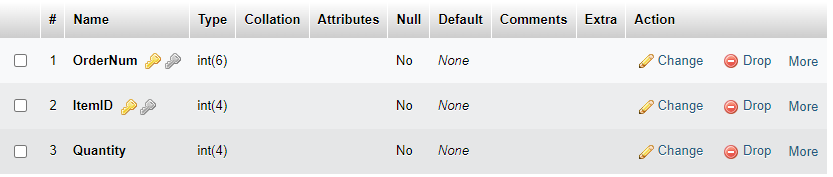 # Name Type Collation Attributes Null Default Comments Extra Action
1 OrderNum int(6) No None Change Drop More
2 ItemID int(4) No None Change Drop More
3 Quantity int(4) No None Change Drop More